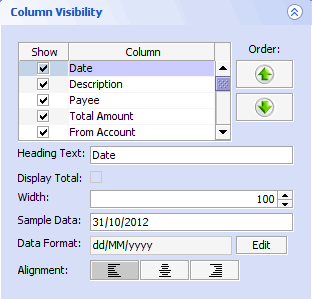 Column Visibility
Show Column Order:
Date
Description
Payee
Total Amount
From Account
Heading Text: Date
Display Total:
Width: 100
Sample Data: 31/10/2012
Data Format: dd/MM/yyyy Edit
Alignment: